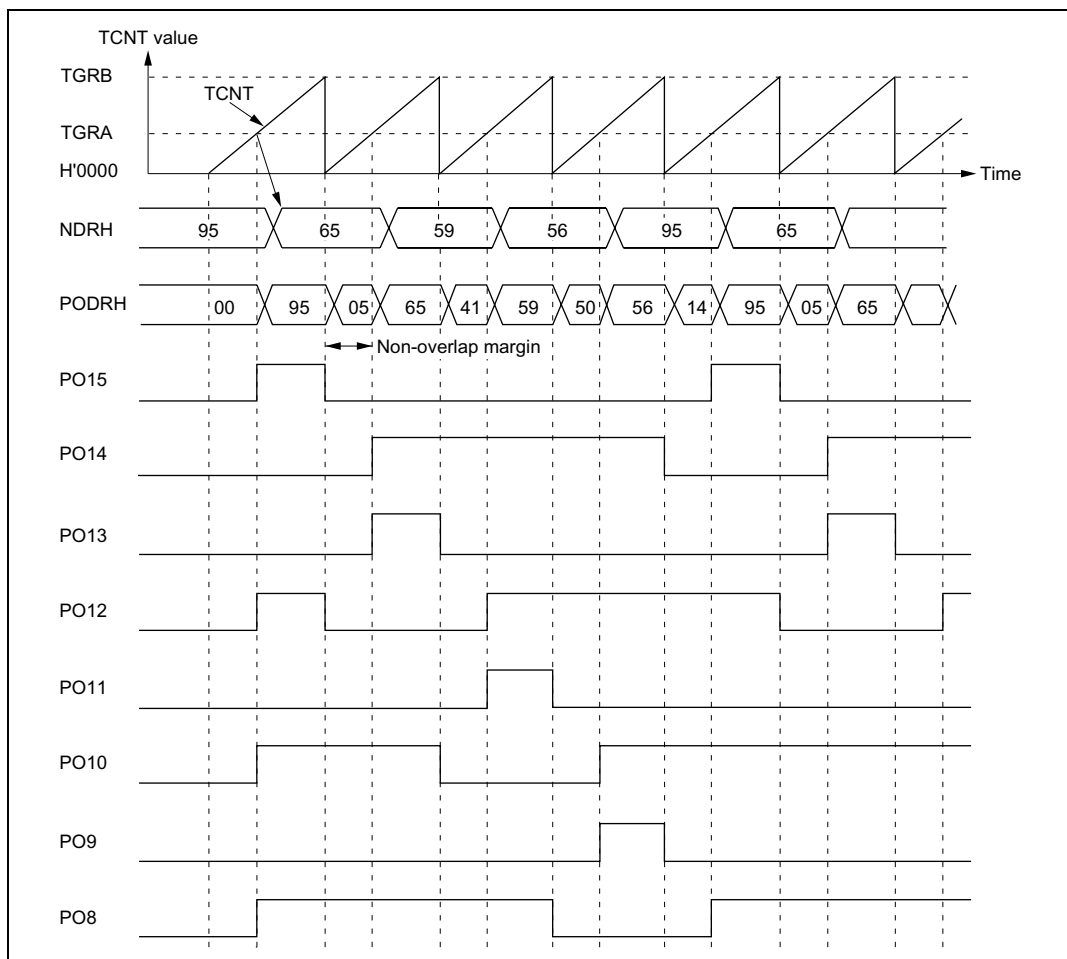 TCNT value
TGRB
TCNT
TGRA
H'0000
Time
NDRH
95 65 59 56 95 65
PODRH
00 95 05 65 41 59 50 56 14 95 05 65
Non-overlap margin
PO15
PO14
PO13
PO12
PO11
PO10
PO9
PO8